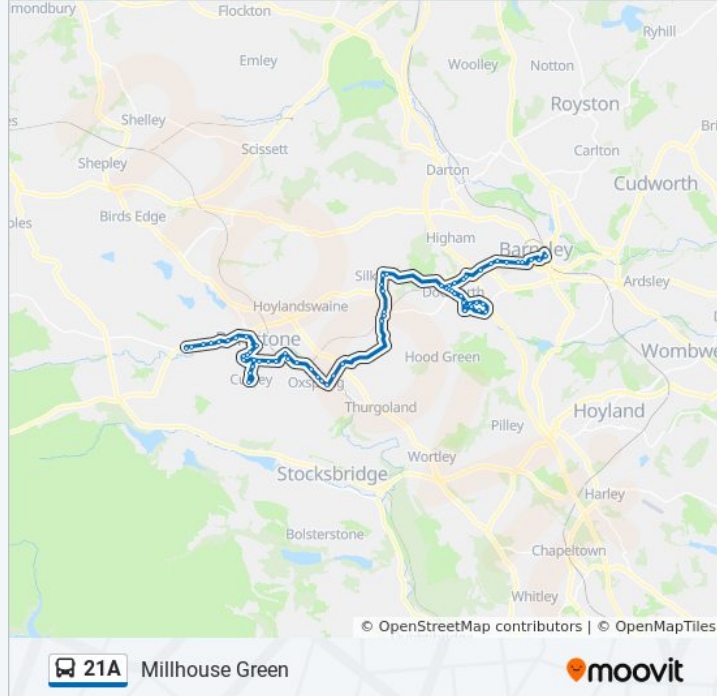 mondbury
Flockton
Ryhill
Emley
Woolley
Notton
Royston
Shelley
Scissett
Carlton
Shepley
Darton
Cudworth
Birds Edge
Higham
Barnsley
Silk
Ardsley
Dodworth
Hoylandswaine
Hood Green
Wombw
Oxspring
Thurgoland
Hoyland
Pilley
Wortley
Stocksbridge
Harley
Bolsterstone
Chapeltown
Whitley
© OpenStreetMap contributors | © OpenMapTiles
21A Millhouse Green
moovit